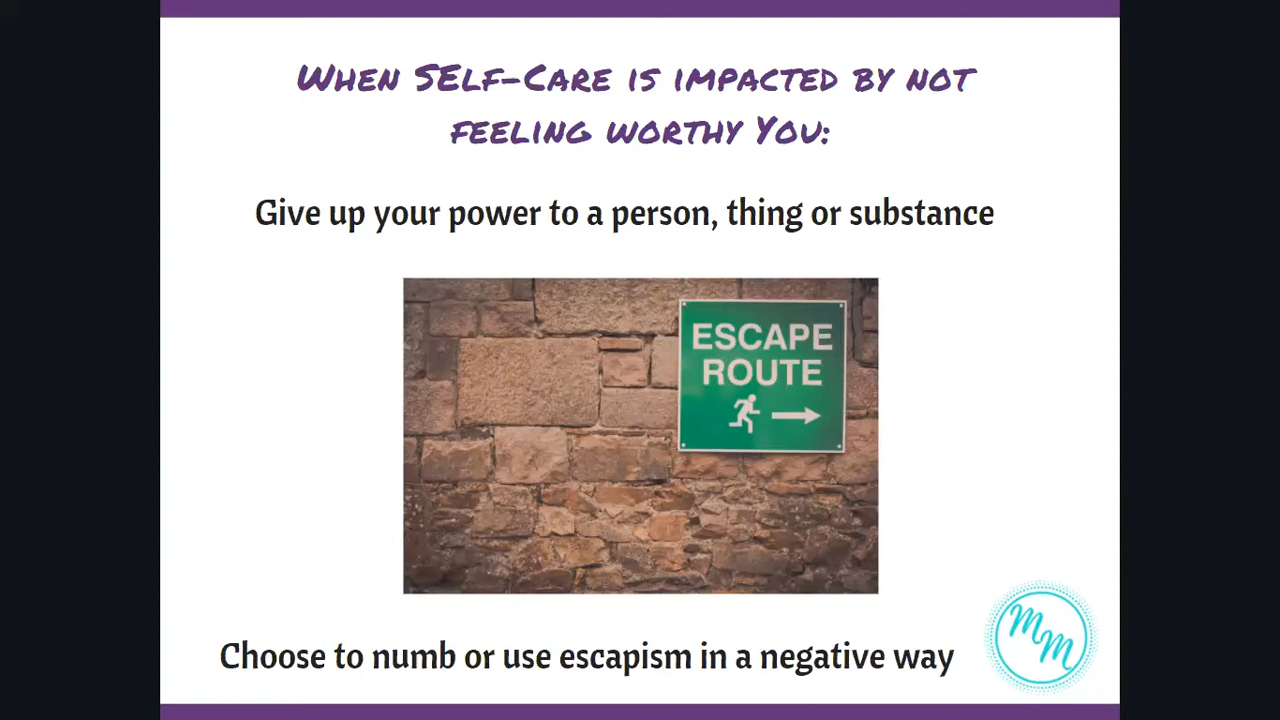 When Self-Care is impacted by not
feeling worthy You:
Give up your power to a person, thing or substance
ESCAPE
ROUTE
Choose to numb or use escapism in a negative way
MM